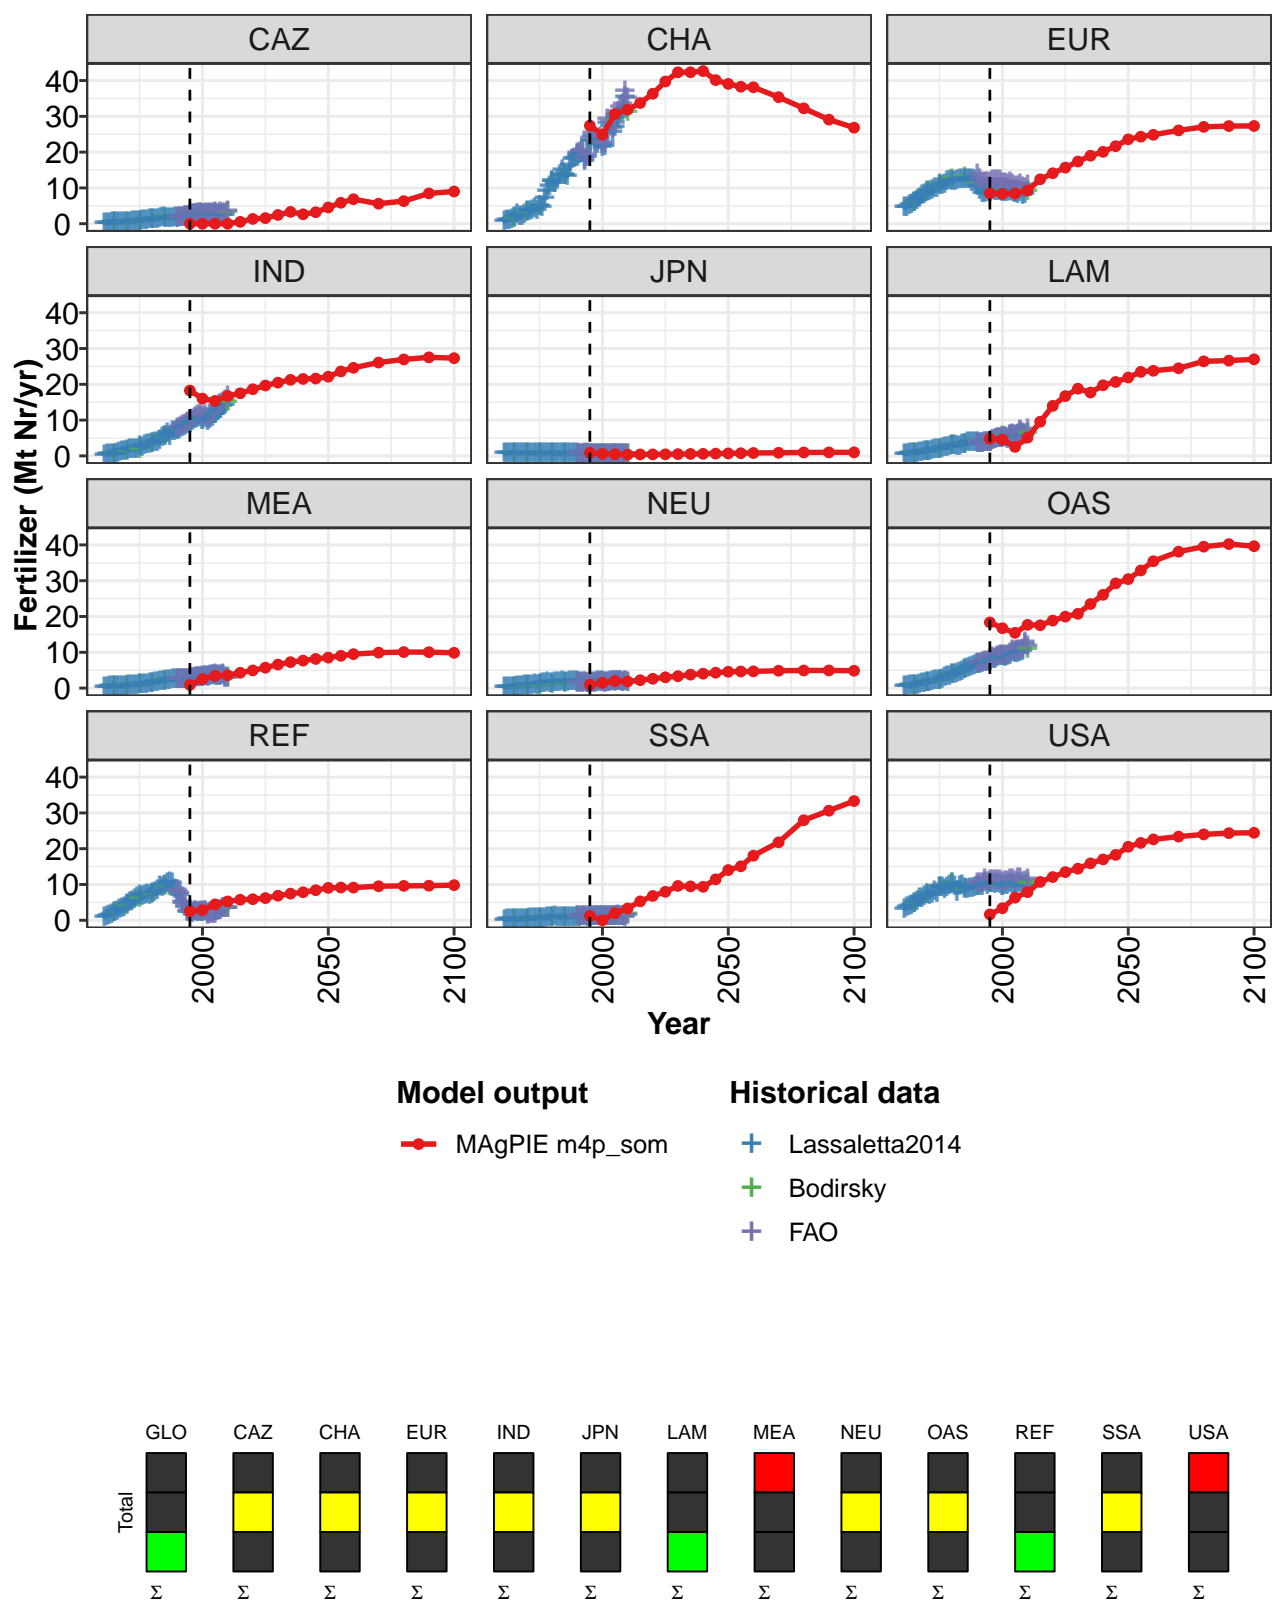 CAZ CHA EUR
40
30
20
10
0
IND JPN LAM
40
30
20
10
0
MEA NEU OAS
40
30
20
10
0
REF SSA USA
40
30
20
10
0
Fertilizer (Mt Nr/yr)
2000 2050 2100 2000 2050 2100 2000 2050 2100
Year
Model output
MAgPIE m4p_som
Historical data
Lassaletta2014
Bodirsky
FAO
GLO CAZ CHA EUR IND JPN LAM MEA NEU OAS REF SSA USA
Total
Σ Σ Σ Σ Σ Σ Σ Σ Σ Σ Σ Σ Σ